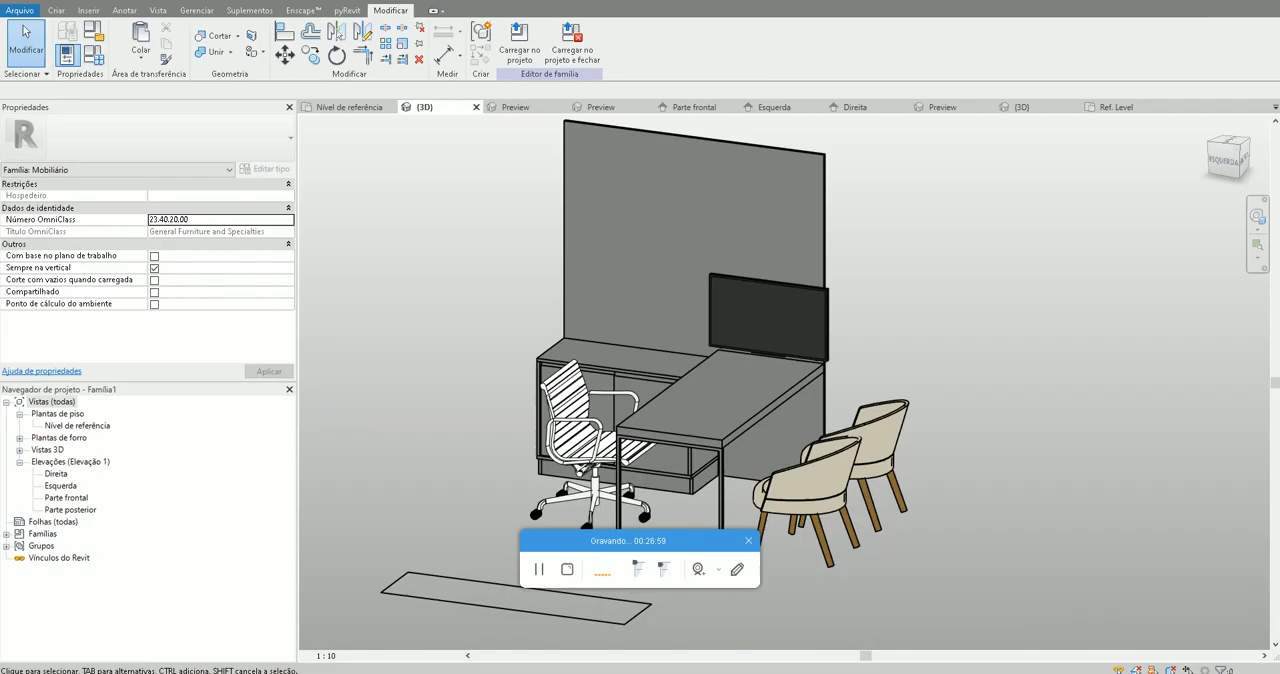 Arquivo Criar Inserir Anotar Vista Gerenciar Suplementos Enscape™ pyRevit Modificar
Modificar
Colar
Cortar
Unir
Carregar no projeto
Carregar no projeto e fechar
Selecionar Propriedades Área de transferência Geometria Modificar Medir Criar Editor de família
Propriedades
Nível de referência {3D} Preview Preview Parte frontal Esquerda Direita Preview {3D} Ref. Level
R
Família: Mobiliário
Editar tipo
Restrições
Hospedeiro
Dados de identidade
Número OmniClass 23.40.20.00
Título OmniClass General Furniture and Specialties
Outros
Com base no plano de trabalho
Sempre na vertical
Corte com vazios quando carregada
Compartilhado
Ponto de cálculo do ambiente
ESQUERDA
Ajuda de propriedades
Aplicar
Navegador de projeto - Família1
Vistas (todas)
Plantas de piso
Nível de referência
Plantas de forro
Vistas 3D
Elevações (Elevação 1)
Direita
Esquerda
Parte frontal
Parte posterior
Folhas (todas)
Famílias
Grupos
Vínculos do Revit
Gravando... 00:26:59
1 : 10
Clique para selecionar, TAB para alternativas, CTRL adiciona, SHIFT cancela a seleção.
:0